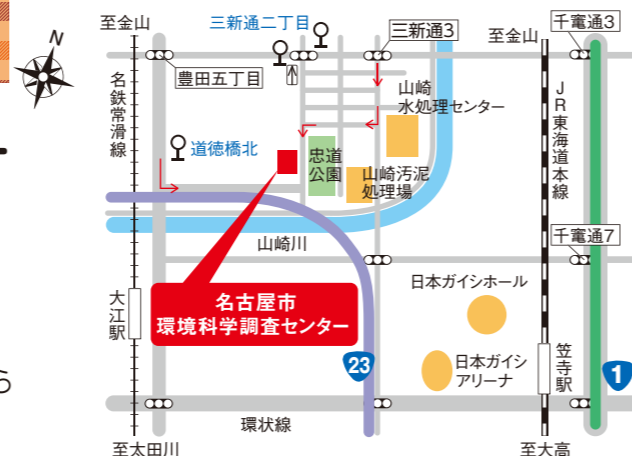 N
至金山
三新通二丁目
三新通3
至金山
千竃通3
豊田五丁目
名鉄常滑線
山崎
水処理センター
JR東海道本線
道徳橋北
忠道
公園
山崎汚泥
処理場
山崎川
千竃通7
大江駅
名古屋市
環境科学調査センター
日本ガイシホール
23
日本ガイシ
アリーナ
笠寺駅
1
ら
環状線
至太田川
至大高